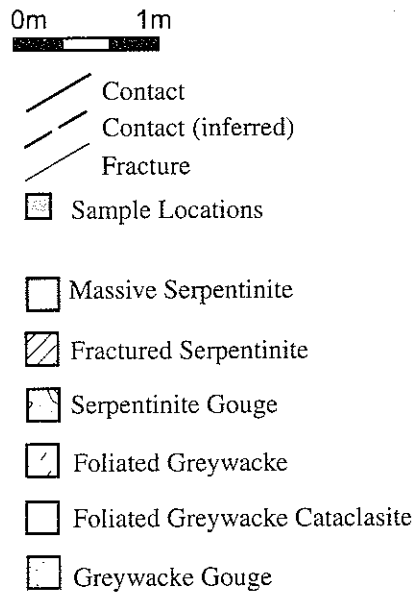 0m 1m
Contact
Contact (inferred)
Fracture
Sample Locations
Massive Serpentinite
Fractured Serpentinite
Serpentinite Gouge
Foliated Greywacke
Foliated Greywacke Cataclasite
Greywacke Gouge